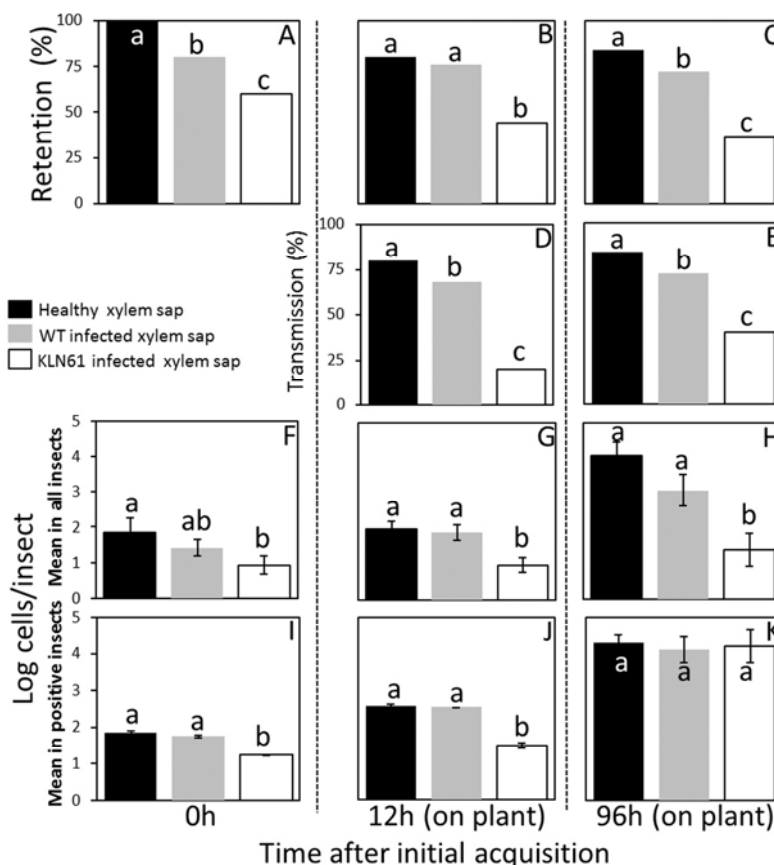 Retention (%)
100
75
50
25
0
a
b
c
A
a
a
b
B
a
b
c
C
Healthy xylem sap
WT infected xylem sap
KLN61 infected xylem sap
Transmission (%)
100
75
50
25
0
a
b
c
D
a
b
c
E
Log cells/insect
Mean in all insects
5
4
3
2
1
0
a
ab
b
F
a
a
b
G
a
a
b
H
Mean in positive insects
5
4
3
2
1
0
a
a
b
I
a
a
b
J
a
a
a
K
0h
12h (on plant)
96h (on plant)
Time after initial acquisition